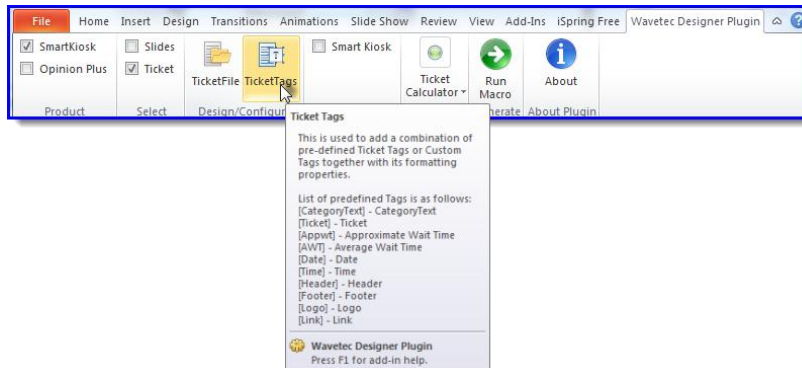 File Home Insert Design Transitions Animations Slide Show Review View Add-Ins iSpring Free Wavetec Designer Plugin
SmartKiosk Slides Smart Kiosk
Opinion Plus Ticket
TicketFile TicketTags Ticket Calculator Run Macro About
Product Select Design/Configur nerate About Plugin
Ticket Tags
This is used to add a combination of
pre-defined Ticket Tags or Custom
Tags together with its formatting
properties.
List of predefined Tags is as follows:
[CategoryText] - CategoryText
[Ticket] - Ticket
[Appwt] - Approximate Wait Time
[AWT] - Average Wait Time
[Date] - Date
[Time] - Time
[Header] - Header
[Footer] - Footer
[Logo] - Logo
[Link] - Link
Wavetec Designer Plugin
Press F1 for add-in help.